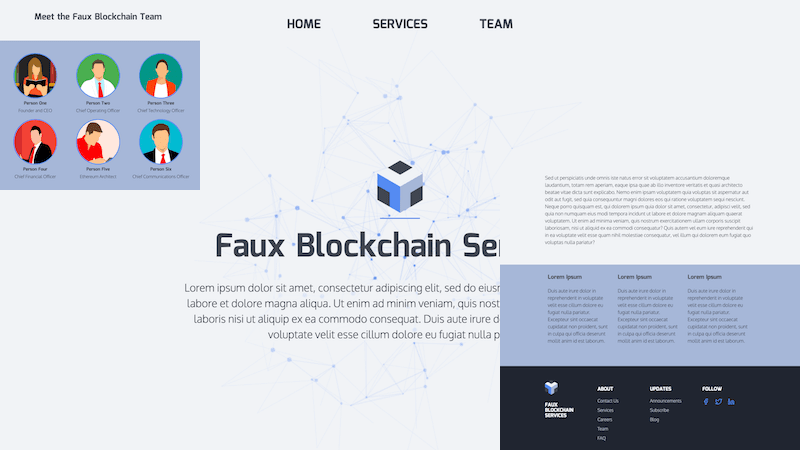 Meet the Faux Blockchain Team
HOME SERVICES TEAM
Person One Person Two Person Three
Founder and CEO Chief Operating Officer Chief Technology Officer
Person Four Person Five Person Six
Chief Financial Officer Ethereum Architect Chief Communications Officer
Faux Blockchain Ser
Lorem ipsum dolor sit amet, consectetur adipiscing elit, sed do eiusm
labore et dolore magna aliqua. Ut enim ad minim veniam, quis nost
laboris nisi ut aliquip ex ea commodo consequat. Duis aute irure d
voluptate velit esse cillum dolore eu fugiat nulla p
Sed ut perspiciatis unde omnis iste natus error sit voluptatem accusantium doloremque
laudantium, totam rem aperiam, eaque ipsa quae ab illo inventore veritatis et quasi architecto
beatae vitae dicta sunt explicabo. Nemo enim ipsam voluptatem quia voluptas sit aspernatur aut
odit aut fugit, sed quia consequuntur magni dolores eos qui ratione voluptatem sequi nesciunt.
Neque porro quisquam est, qui dolorem ipsum quia dolor sit amet, consectetur, adipisci velit, sed
quia non numquam eius modi tempora incidunt ut labore et dolore magnam aliquam quaerat
voluptatem. Ut enim ad minima veniam, quis nostrum exercitationem ullam corporis suscipit
laboriosam, nisi ut aliquid ex ea commodi consequatur? Quis autem vel eum iure reprehenderit qui
in ea voluptate velit esse quam nihil molestiae consequatur, vel illum qui dolorem eum fugiat quo
voluptas nulla pariatur?
Lorem Ipsum Lorem Ipsum Lorem Ipsum
Duis aute irure dolor in Duis aute irure dolor in Duis aute irure dolor in
reprehenderit in voluptate reprehenderit in voluptate reprehenderit in voluptate
velit esse cillum dolore eu velit esse cillum dolore eu velit esse cillum dolore eu
fugiat nulla pariatur. fugiat nulla pariatur. fugiat nulla pariatur.
Excepteur sint occaecat Excepteur sint occaecat Excepteur sint occaecat
cupidatat non proident, sunt cupidatat non proident, sunt cupidatat non proident, sunt
in culpa qui officia deserunt in culpa qui officia deserunt in culpa qui officia deserunt
mollit anim id est laborum. mollit anim id est laborum. mollit anim id est laborum.
FAUX
BLOCKCHAIN
SERVICES
ABOUT
Contact Us
Services
Careers
Team
FAQ
UPDATES
Announcements
Subscribe
Blog
FOLLOW